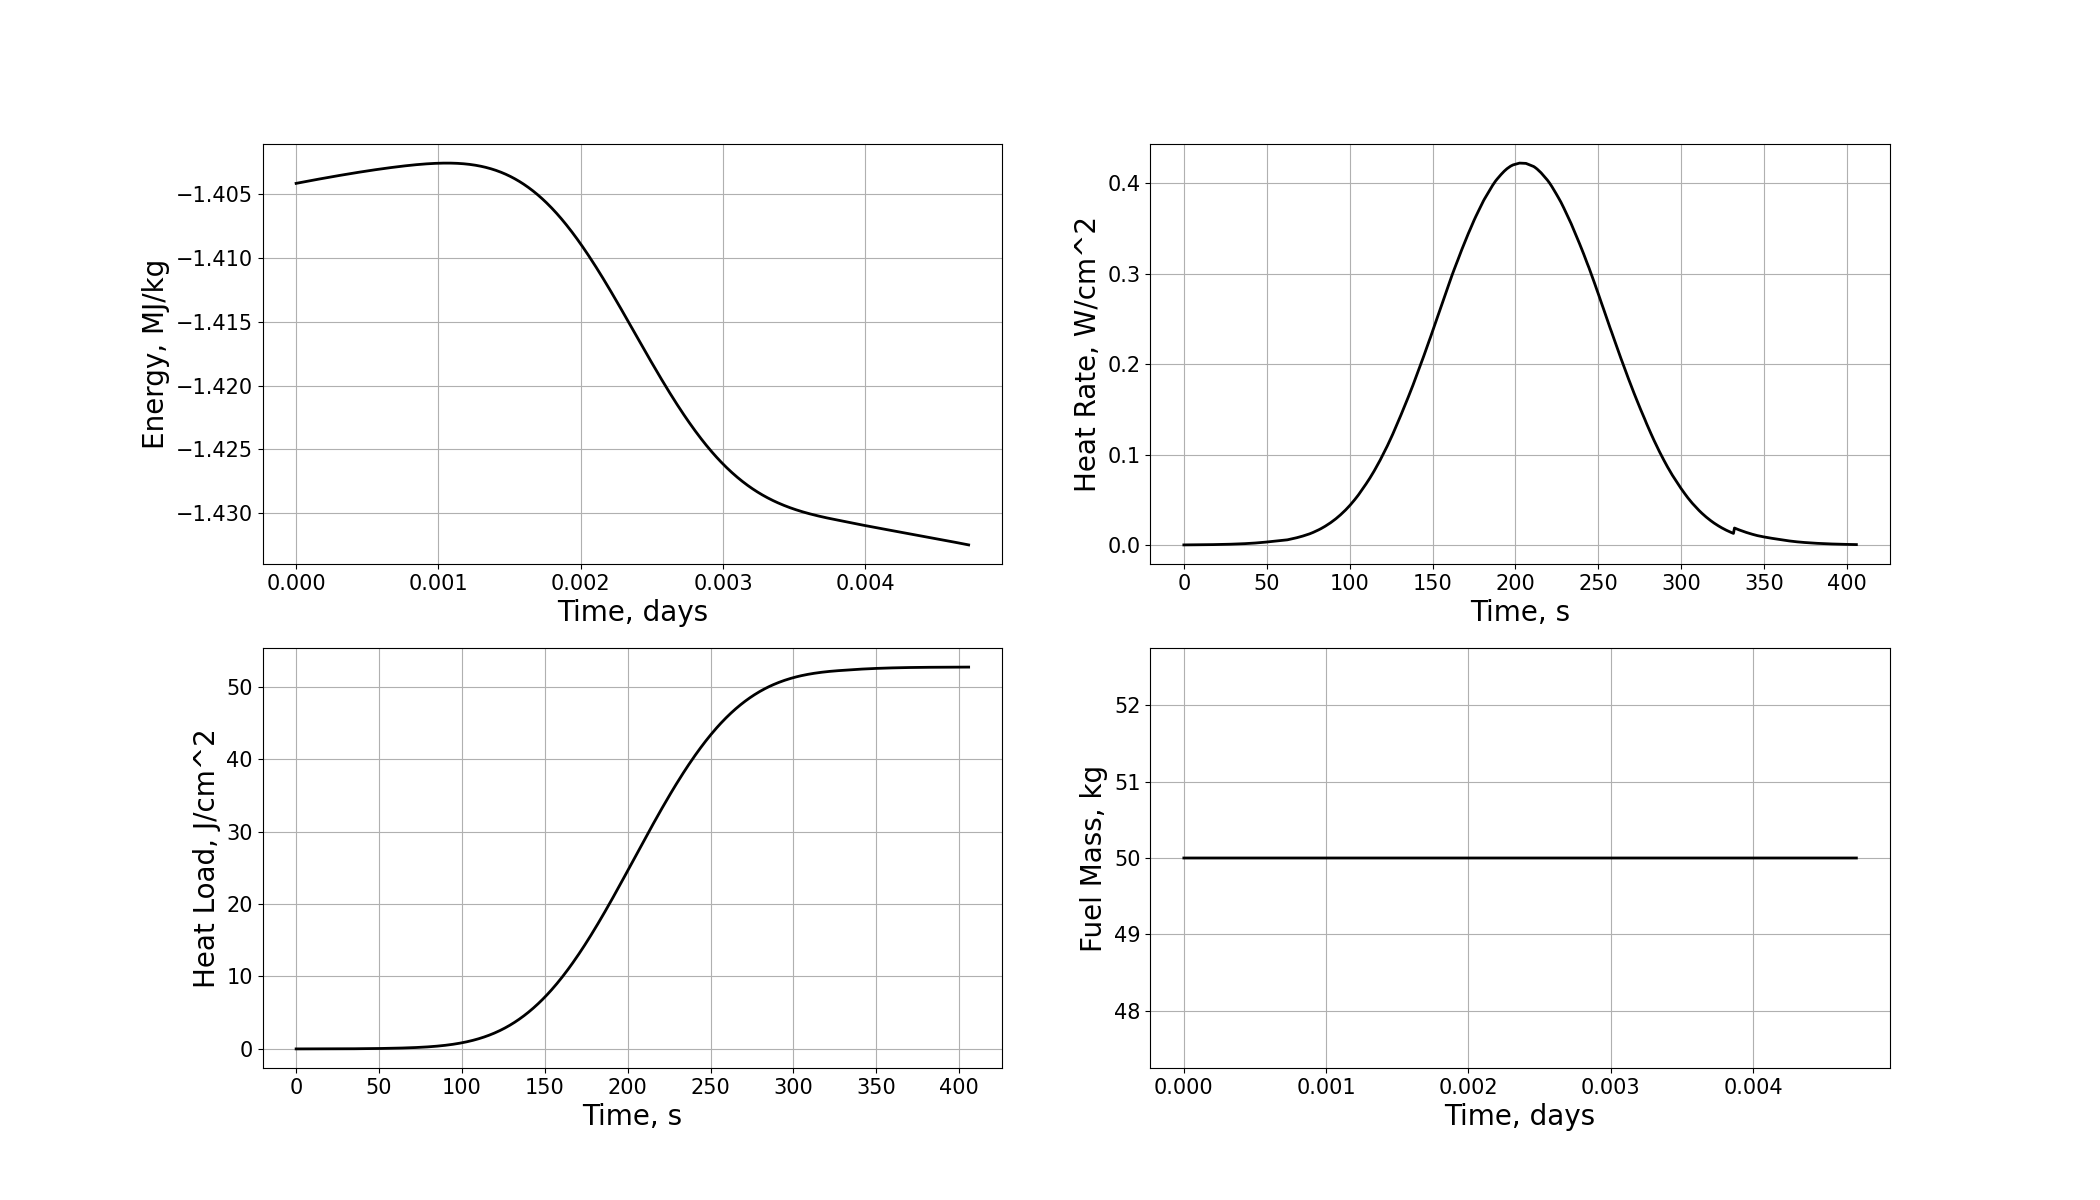 Energy, MJ/kg
−1.405
−1.410
−1.415
−1.420
−1.425
−1.430
0.000 0.001 0.002 0.003 0.004
Time, days
Heat Rate, W/cm^2
0.4
0.3
0.2
0.1
0.0
0 50 100 150 200 250 300 350 400
Time, s
Heat Load, J/cm^2
50
40
30
20
10
0
0 50 100 150 200 250 300 350 400
Time, s
Fuel Mass, kg
52
51
50
49
48
0.000 0.001 0.002 0.003 0.004
Time, days